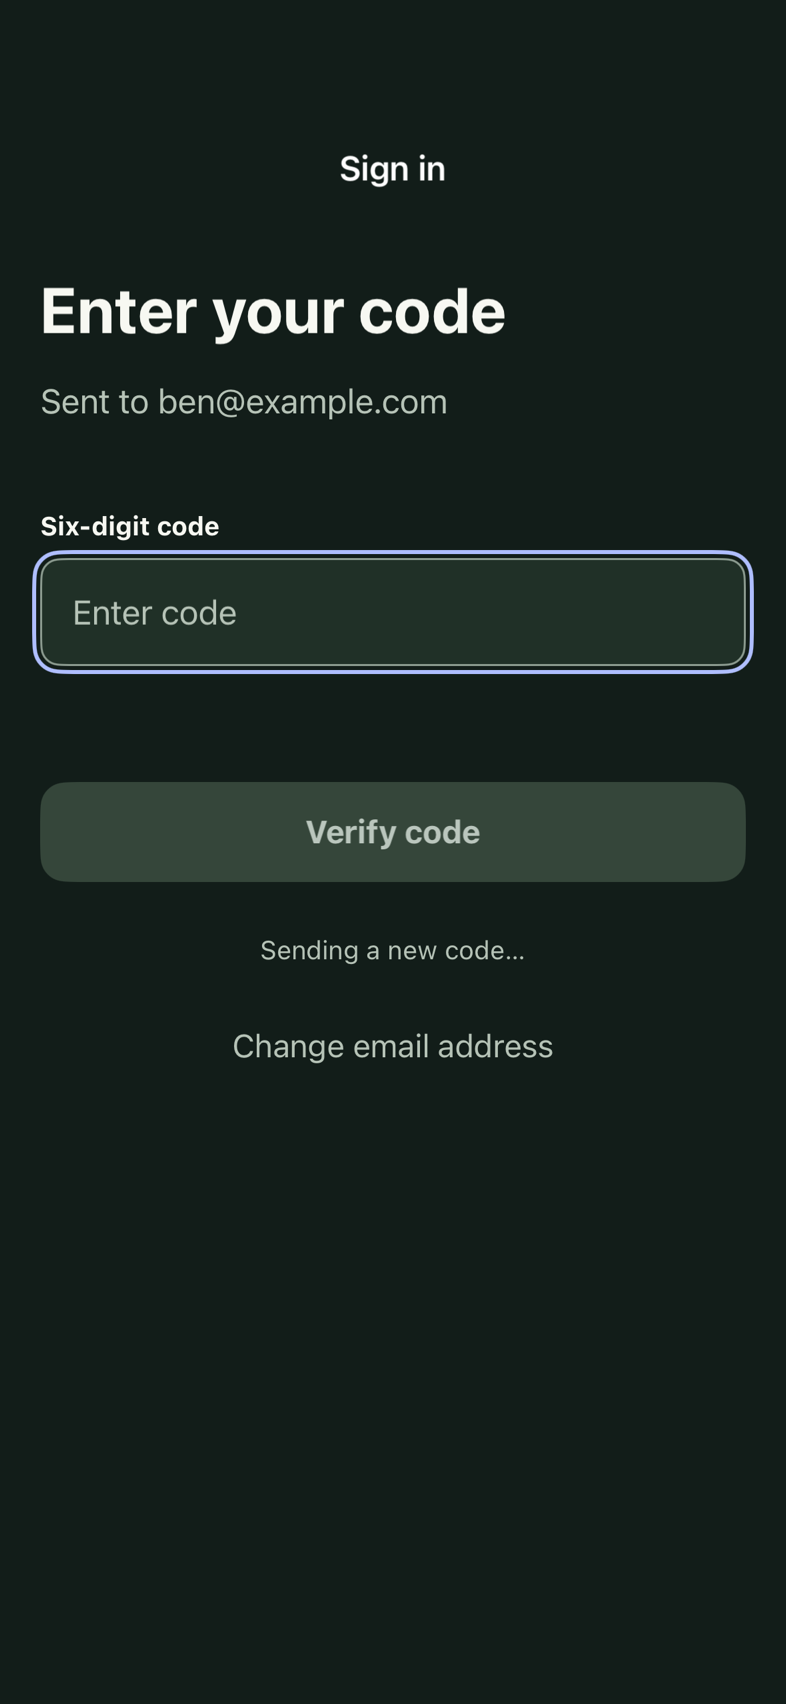 Sign in
Enter your code
Sent to ben@example.com
Six-digit code
Enter code
Verify code
Sending a new code...
Change email address